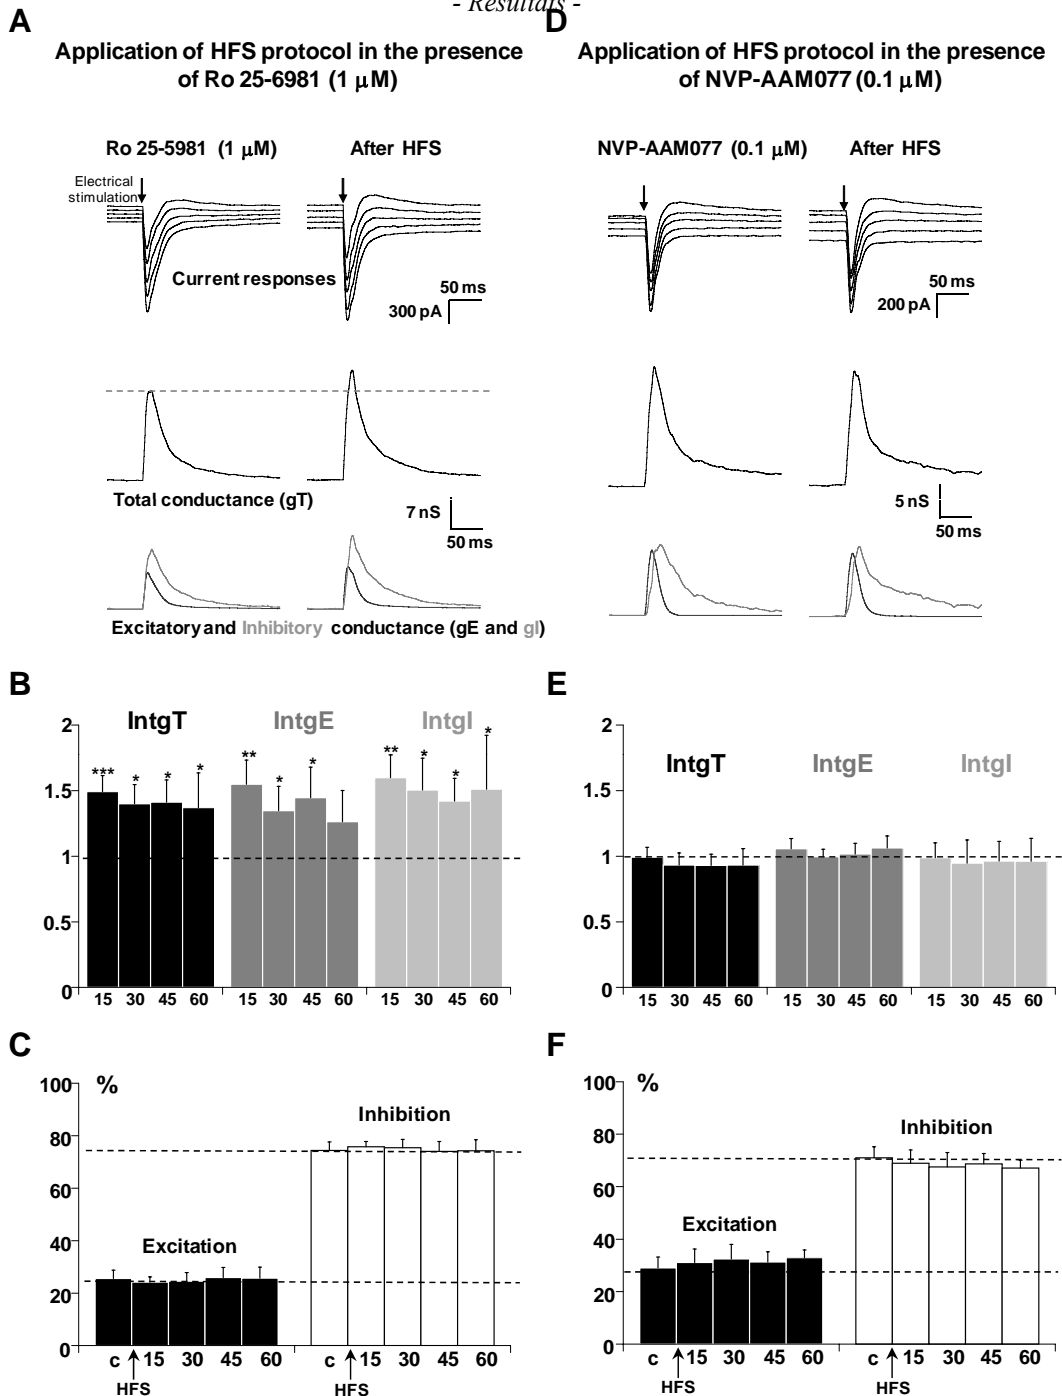 - Resultats -
A
Application of HFS protocol in the presence
of Ro 25-6981 (1 μM)
Ro 25-5981 (1 μM)
After HFS
Electrical
stimulation
Current responses
50 ms
300 pA
Total conductance (gT)
7 nS
50 ms
Excitatory and Inhibitory conductance (gE and gI)
B
IntgT
IntgE
IntgI
2
1.5
1
0.5
0
***
*
*
*
**
*
*
**
*
*
*
15 30 45 60
15 30 45 60
15 30 45 60
C
%
100
80
60
40
20
0
Inhibition
Excitation
c 15 30 45 60
HFS
c 15 30 45 60
HFS
D
Application of HFS protocol in the presence
of NVP-AAM077 (0.1 μM)
NVP-AAM077 (0.1 μM)
After HFS
50 ms
200 pA
5 nS
50 ms
E
2
1.5
1
0.5
0
IntgT
IntgE
IntgI
15 30 45 60
15 30 45 60
15 30 45 60
F
%
100
80
60
40
20
0
Inhibition
Excitation
c 15 30 45 60
HFS
c 15 30 45 60
HFS